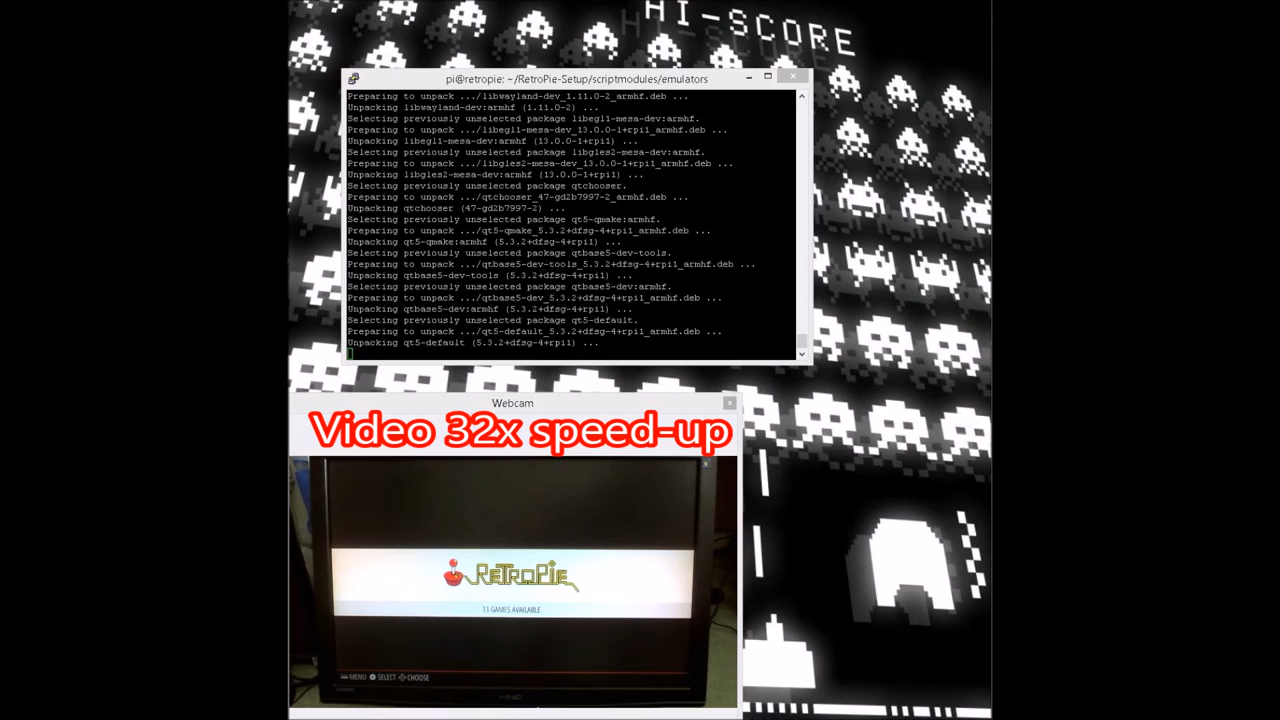 HI-SCORE
pi@retropie: ~/RetroPie-Setup/scriptmodules/emulators
Preparing to unpack .../libwayland-dev_1.11.0-2_armhf.deb ...
Unpacking libwayland-dev:armhf (1.11.0-2) ...
Selecting previously unselected package libegl1-mesa-dev:armhf.
Preparing to unpack .../libegl1-mesa-dev_13.0.0-1+rpi1_armhf.deb ...
Unpacking libegl1-mesa-dev:armhf (13.0.0-1+rpi1) ...
Selecting previously unselected package libgles2-mesa-dev:armhf.
Preparing to unpack .../libgles2-mesa-dev_13.0.0-1+rpi1_armhf.deb ...
Unpacking libgles2-mesa-dev:armhf (13.0.0-1+rpi1) ...
Selecting previously unselected package qtchooser.
Preparing to unpack .../qtchooser_47-gd2b7997-2_armhf.deb ...
Unpacking qtchooser (47-gd2b7997-2) ...
Selecting previously unselected package qt5-qmake:armhf.
Preparing to unpack .../qt5-qmake_5.3.2+dfsg-4+rpi1_armhf.deb ...
Unpacking qt5-qmake:armhf (5.3.2+dfsg-4+rpi1) ...
Selecting previously unselected package qtbase5-dev-tools.
Preparing to unpack .../qtbase5-dev-tools_5.3.2+dfsg-4+rpi1_armhf.deb ...
Unpacking qtbase5-dev-tools (5.3.2+dfsg-4+rpi1) ...
Selecting previously unselected package qtbase5-dev:armhf.
Preparing to unpack .../qtbase5-dev_5.3.2+dfsg-4+rpi1_armhf.deb ...
Unpacking qtbase5-dev:armhf (5.3.2+dfsg-4+rpi1) ...
Selecting previously unselected package qt5-default.
Preparing to unpack .../qt5-default_5.3.2+dfsg-4+rpi1_armhf.deb ...
Unpacking qt5-default (5.3.2+dfsg-4+rpi1) ...
Webcam
Video 32x speed-up
RETROPIE
13 GAMES AVAILABLE
MENU SELECT CHOOSE